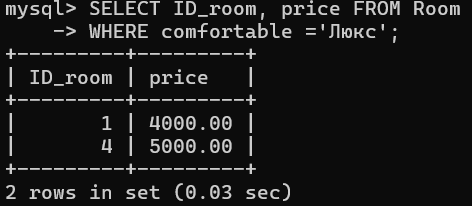 mysql> SELECT ID_room, price FROM Room
    -> WHERE comfortable ='Люкс';
+---------+---------+
| ID_room | price   |
+---------+---------+
|       1 | 4000.00 |
|       4 | 5000.00 |
+---------+---------+
2 rows in set (0.03 sec)